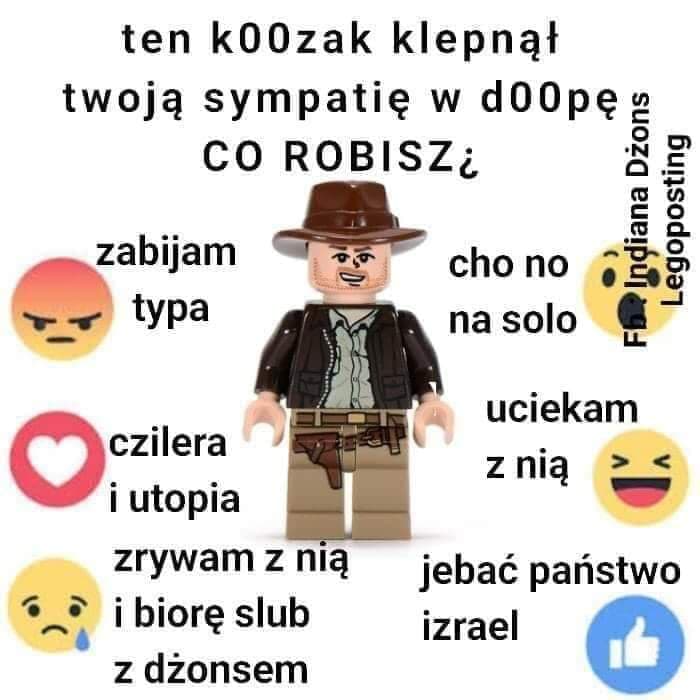 ten k00zak klepnął
twoją sympatię w d00pę
CO ROBISZ¿
Fb: Indiana Dżons
Legoposting
zabijam
typa
cho no
na solo
czilera
i utopia
uciekam
z nią
zrywam z nią
i biorę slub
z dżonsem
jebać państwo
izrael